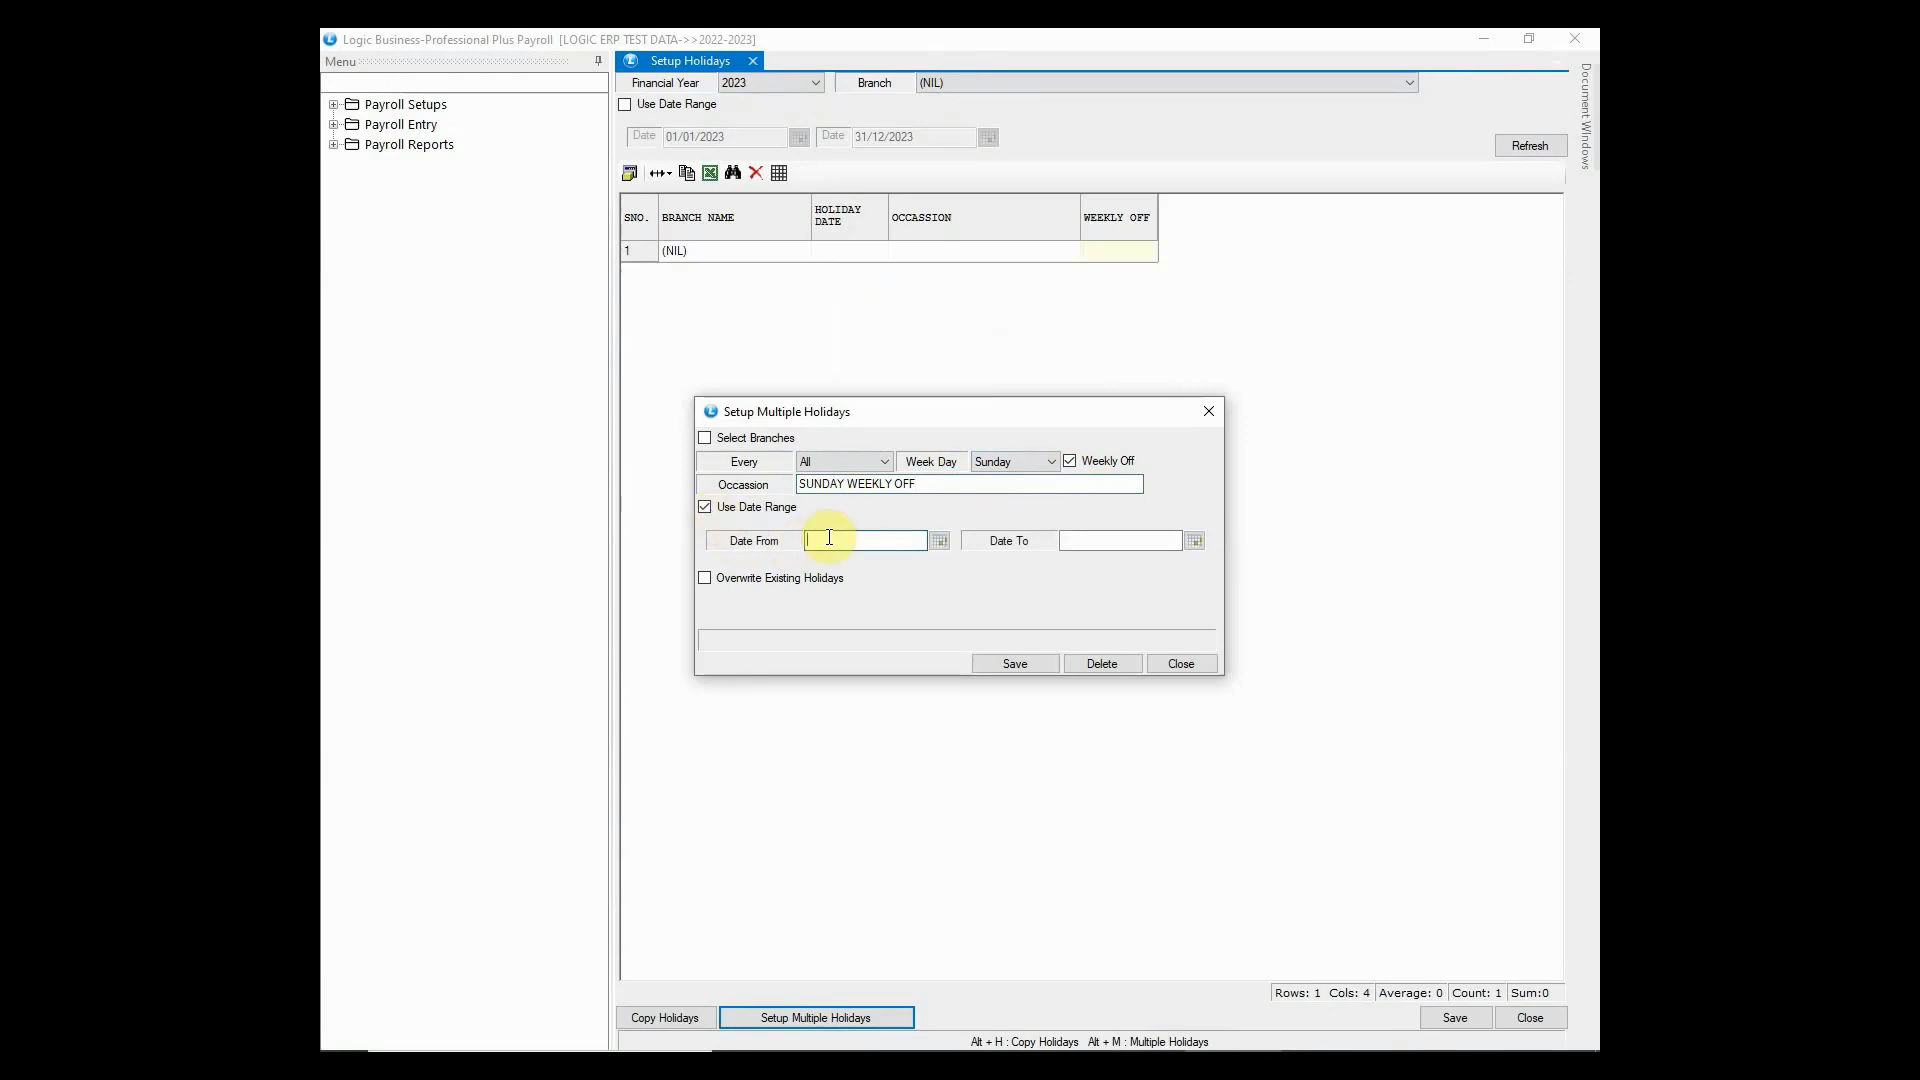 Logic Business-Professional Plus Payroll [LOGIC ERP TEST DATA->>2022-2023]
Menu
Setup Holidays
Financial Year 2023 Branch (NIL)
Use Date Range
Payroll Setups
Payroll Entry
Payroll Reports
Date 01/01/2023 Date 31/12/2023
Refresh
Document Windows
SNO. BRANCH NAME HOLIDAY DATE OCCASSION WEEKLY OFF
1 (NIL)
Setup Multiple Holidays
Select Branches
Every All Week Day Sunday Weekly Off
Occassion SUNDAY WEEKLY OFF
Use Date Range
Date From Date To
Overwrite Existing Holidays
Save Delete Close
Rows: 1 Cols: 4 Average: 0 Count: 1 Sum:0
Copy Holidays Setup Multiple Holidays Save Close
Alt + H : Copy Holidays Alt + M : Multiple Holidays